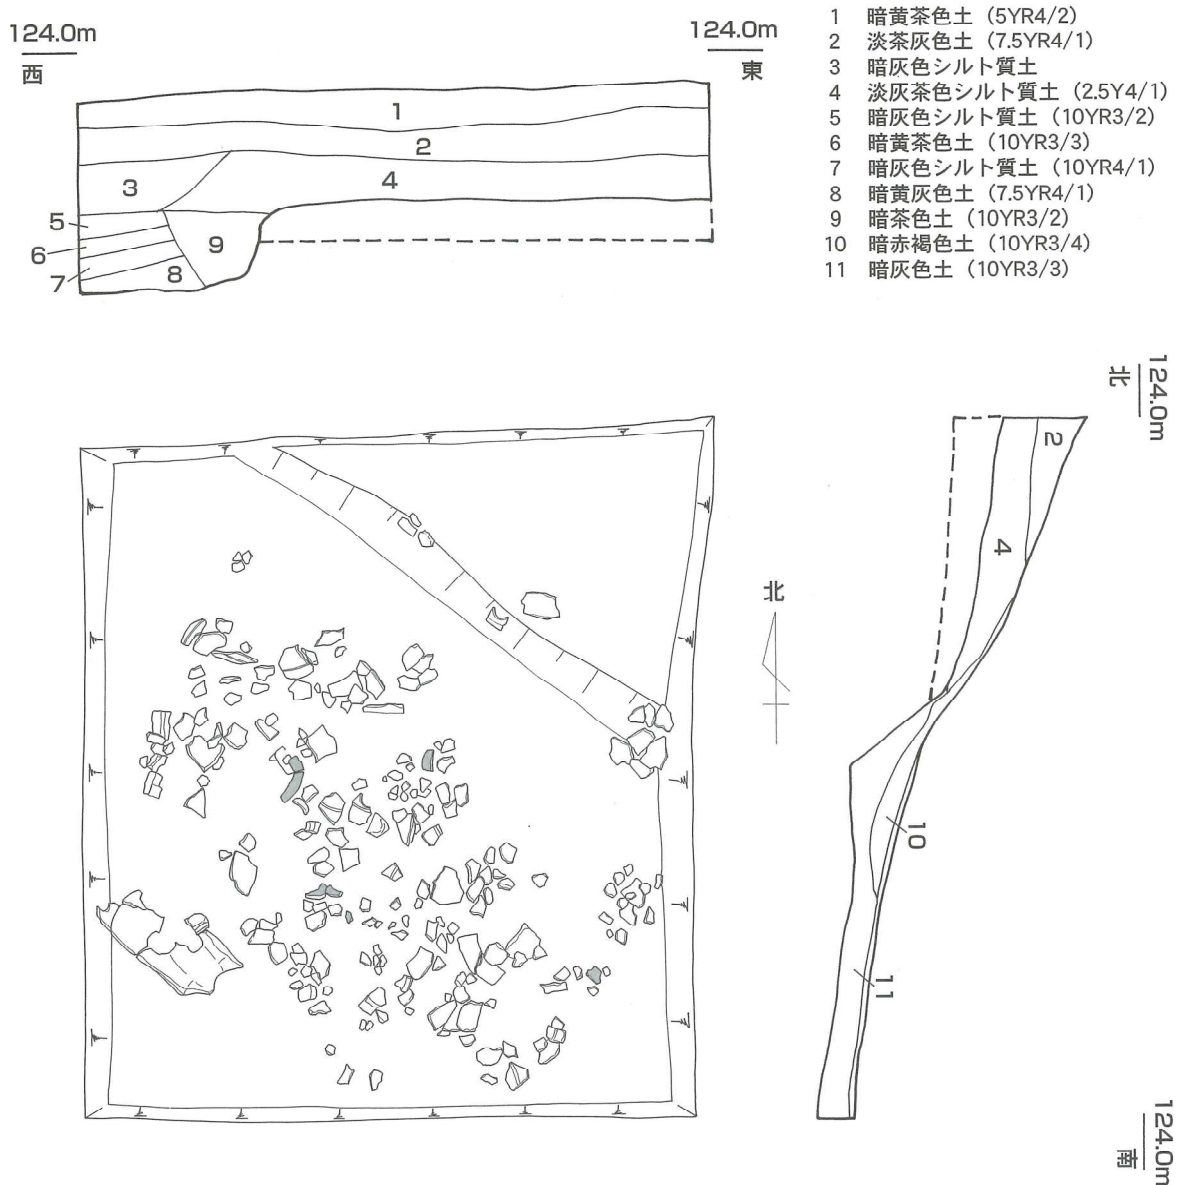 124.0m
西
124.0m
東
1 暗黄茶色土（5YR4/2）
2 淡茶灰色土（7.5YR4/1）
3 暗灰色シルト質土
4 淡灰茶色シルト質土（2.5Y4/1）
5 暗灰色シルト質土（10YR3/2）
6 暗黄茶色土（10YR3/3）
7 暗灰色シルト質土（10YR4/1）
8 暗黄灰色土（7.5YR4/1）
9 暗茶色土（10YR3/2）
10 暗赤褐色土（10YR3/4）
11 暗灰色土（10YR3/3）
1
2
3
4
5
6
7
8
9
124.0m
北
2
4
北
10
11
124.0m
南